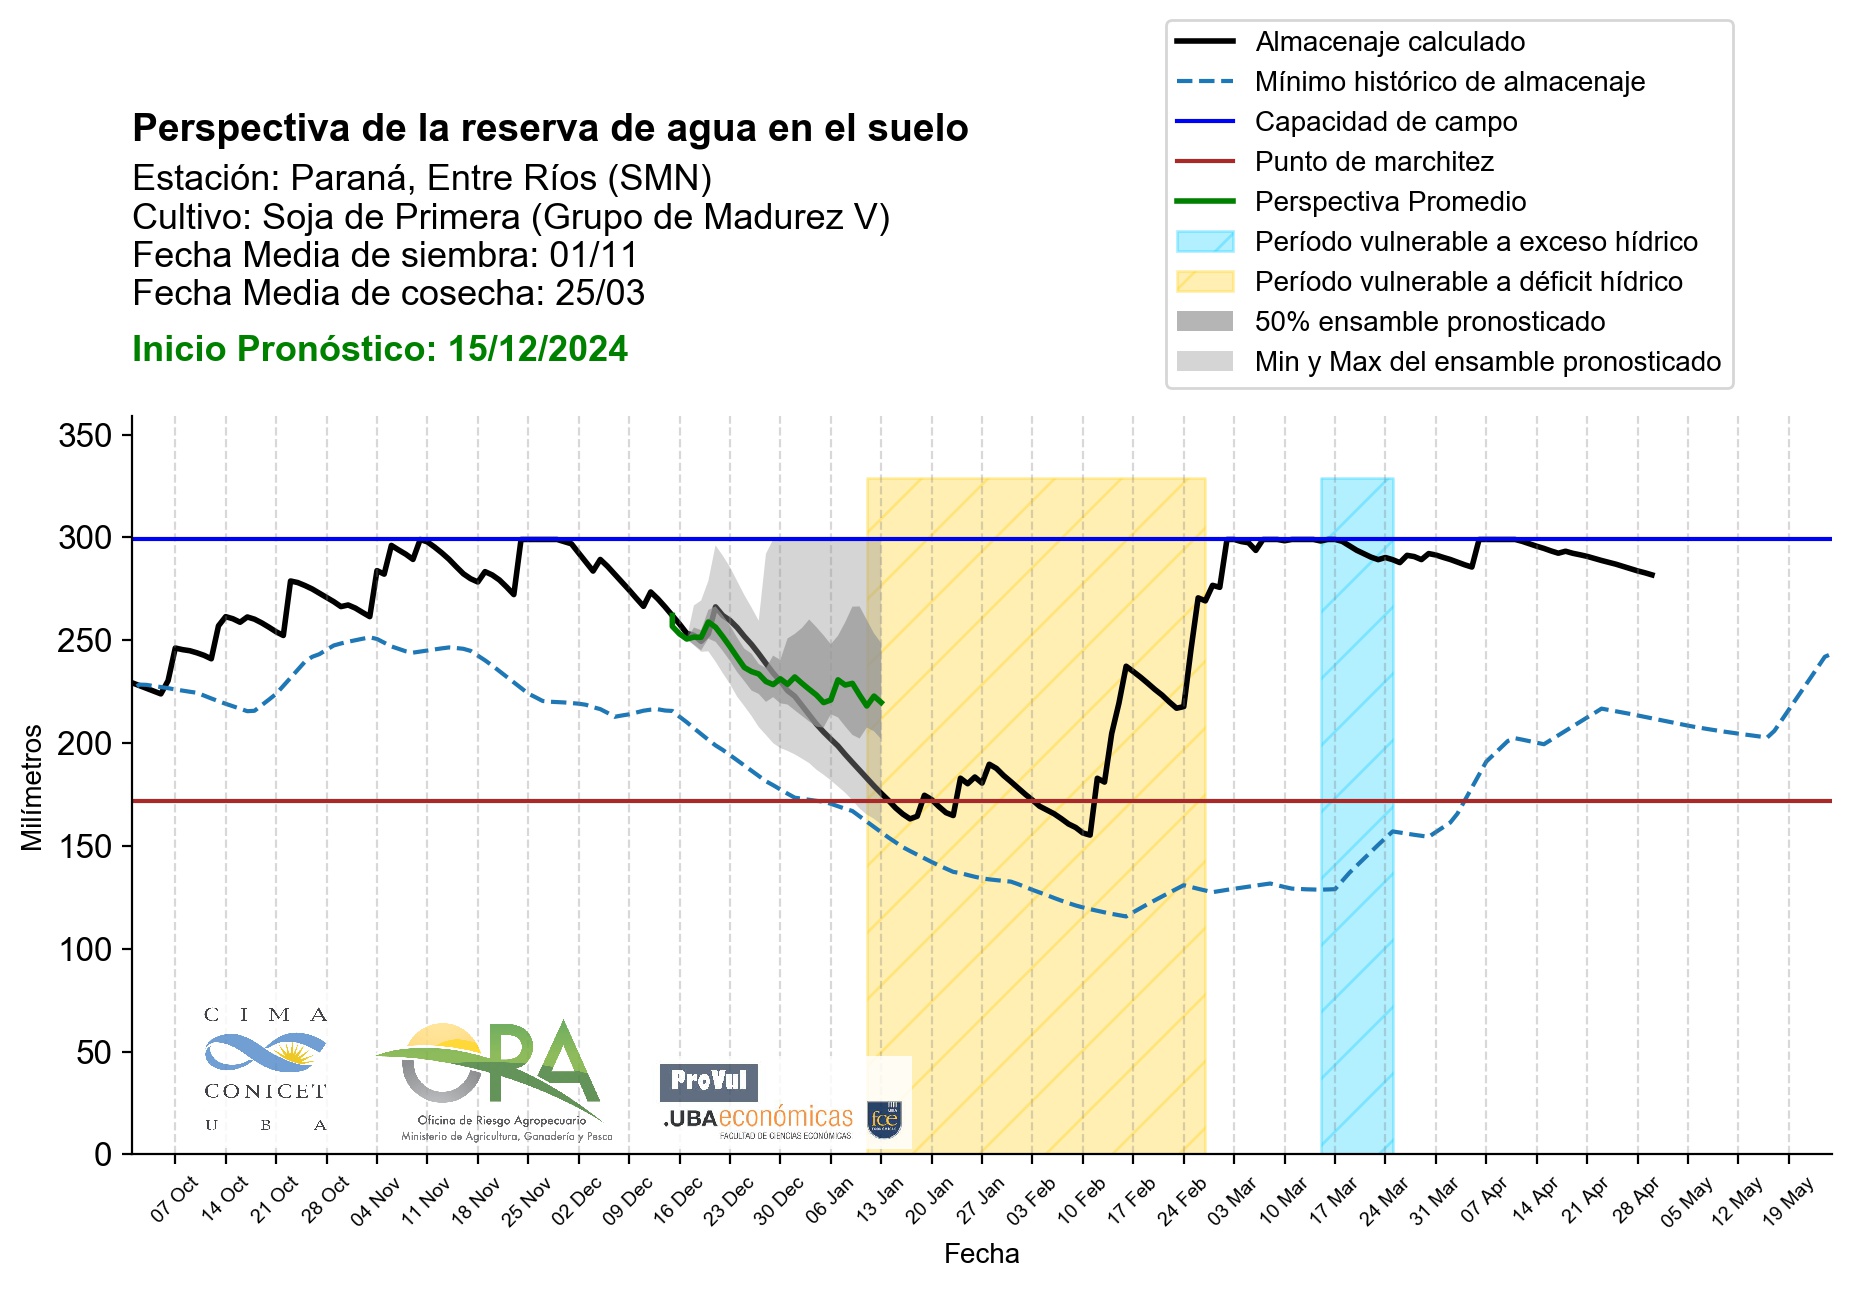 Almacenaje calculado
Mínimo histórico de almacenaje
Capacidad de campo
Punto de marchitez
Perspectiva Promedio
Período vulnerable a exceso hídrico
Período vulnerable a déficit hídrico
50% ensamble pronosticado
Min y Max del ensamble pronosticado
Perspectiva de la reserva de agua en el suelo
Estación: Paraná, Entre Ríos (SMN)
Cultivo: Soja de Primera (Grupo de Madurez V)
Fecha Media de siembra: 01/11
Fecha Media de cosecha: 25/03
Inicio Pronóstico: 15/12/2024
Milímetros
350
300
250
200
150
100
50
0
CIMA
CONICET
UBA
OPA
Oficina de Riesgo Agropecuario
Ministerio de Agricultura, Ganadería y Pesca
ProVul
.UBAeconómicas
FACULTAD DE CIENCIAS ECONÓMICAS
fce
07 Oct
14 Oct
21 Oct
28 Oct
04 Nov
11 Nov
18 Nov
25 Nov
02 Dec
09 Dec
16 Dec
23 Dec
30 Dec
06 Jan
13 Jan
20 Jan
27 Jan
03 Feb
10 Feb
17 Feb
24 Feb
03 Mar
10 Mar
17 Mar
24 Mar
31 Mar
07 Apr
14 Apr
21 Apr
28 Apr
05 May
12 May
19 May
Fecha